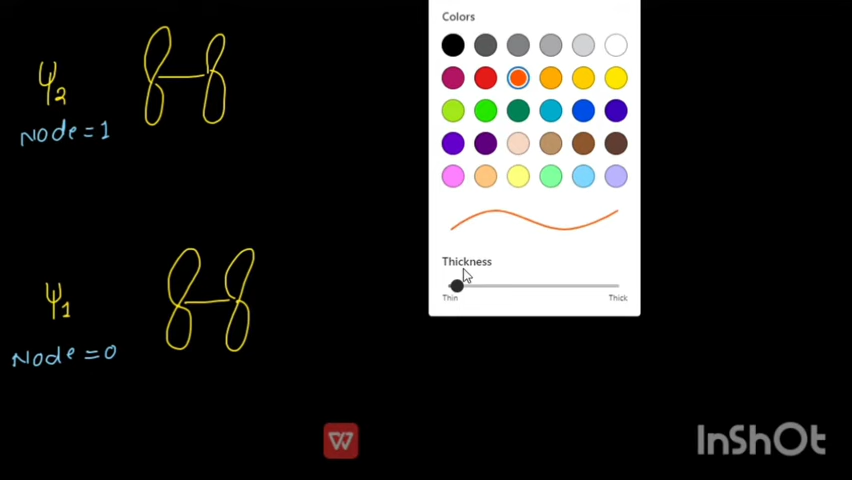 Colors
ψ2
Node=1
Thickness
Thin
Thick
ψ1
Node=0
W
InShOt